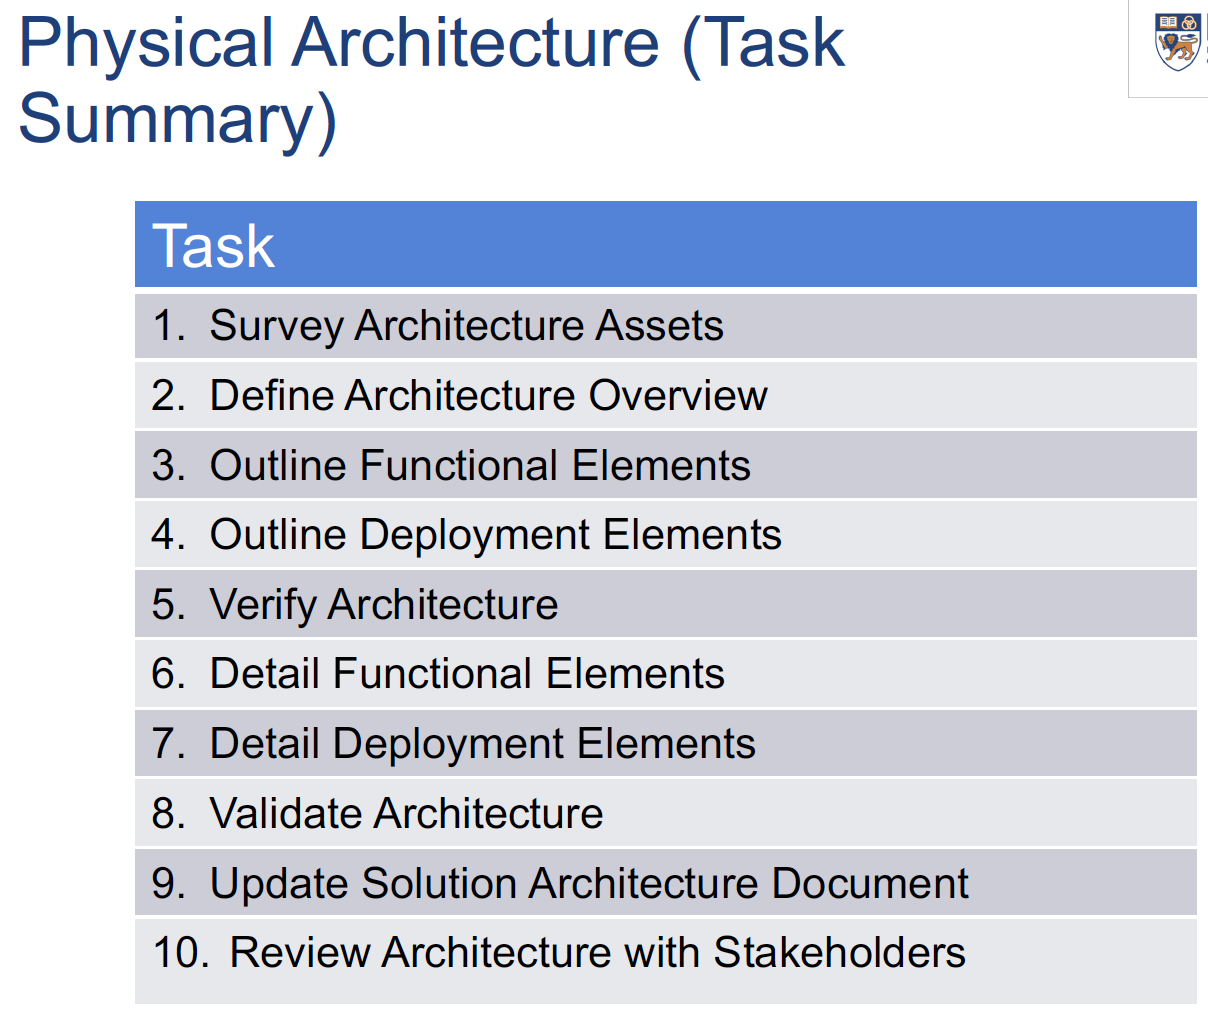 Physical Architecture (Task
Summary)
Task
1. Survey Architecture Assets
2. Define Architecture Overview
3. Outline Functional Elements
4. Outline Deployment Elements
5. Verify Architecture
6. Detail Functional Elements
7. Detail Deployment Elements
8. Validate Architecture
9. Update Solution Architecture Document
10. Review Architecture with Stakeholders